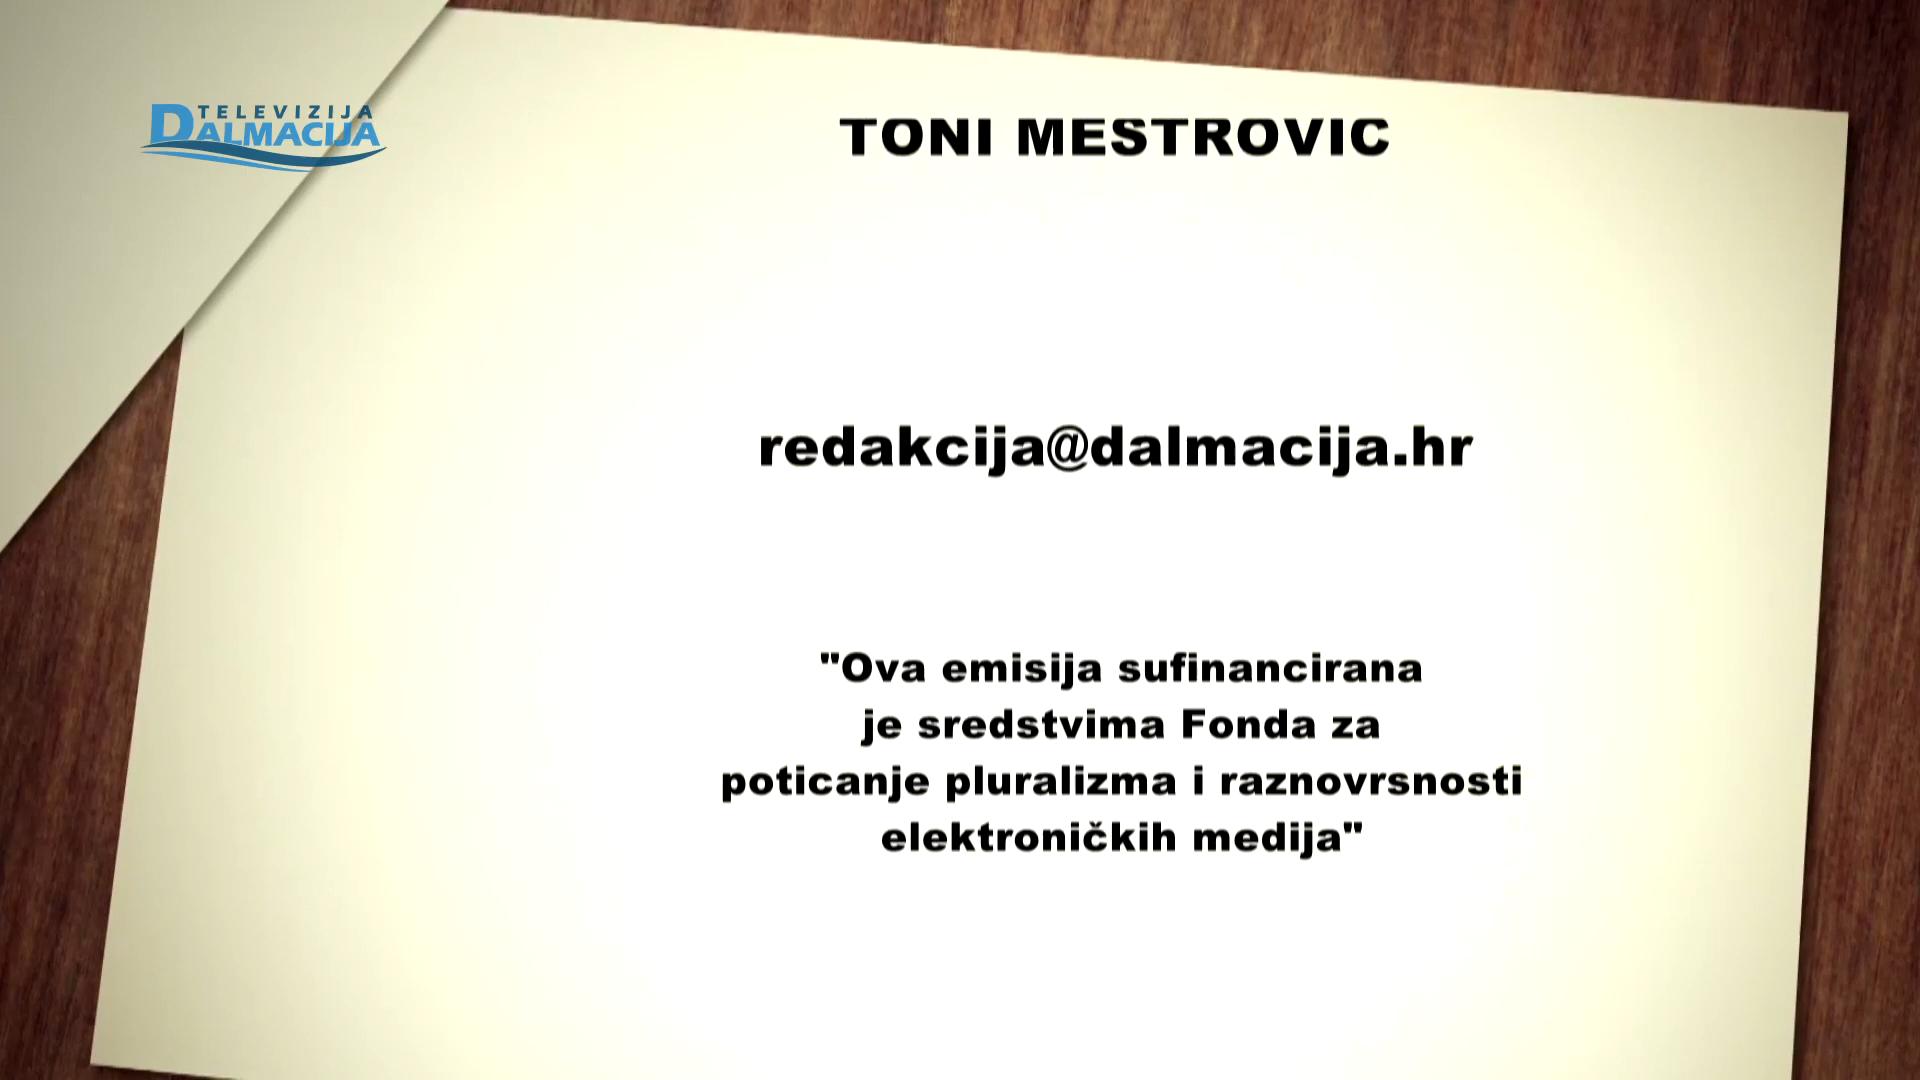 TELEVIZIJA
DALMACIJA
TONI MESTROVIC
redakcija@dalmacija.hr
"Ova emisija sufinancirana
je sredstvima Fonda za
poticanje pluralizma i raznovrsnosti
elektroničkih medija"